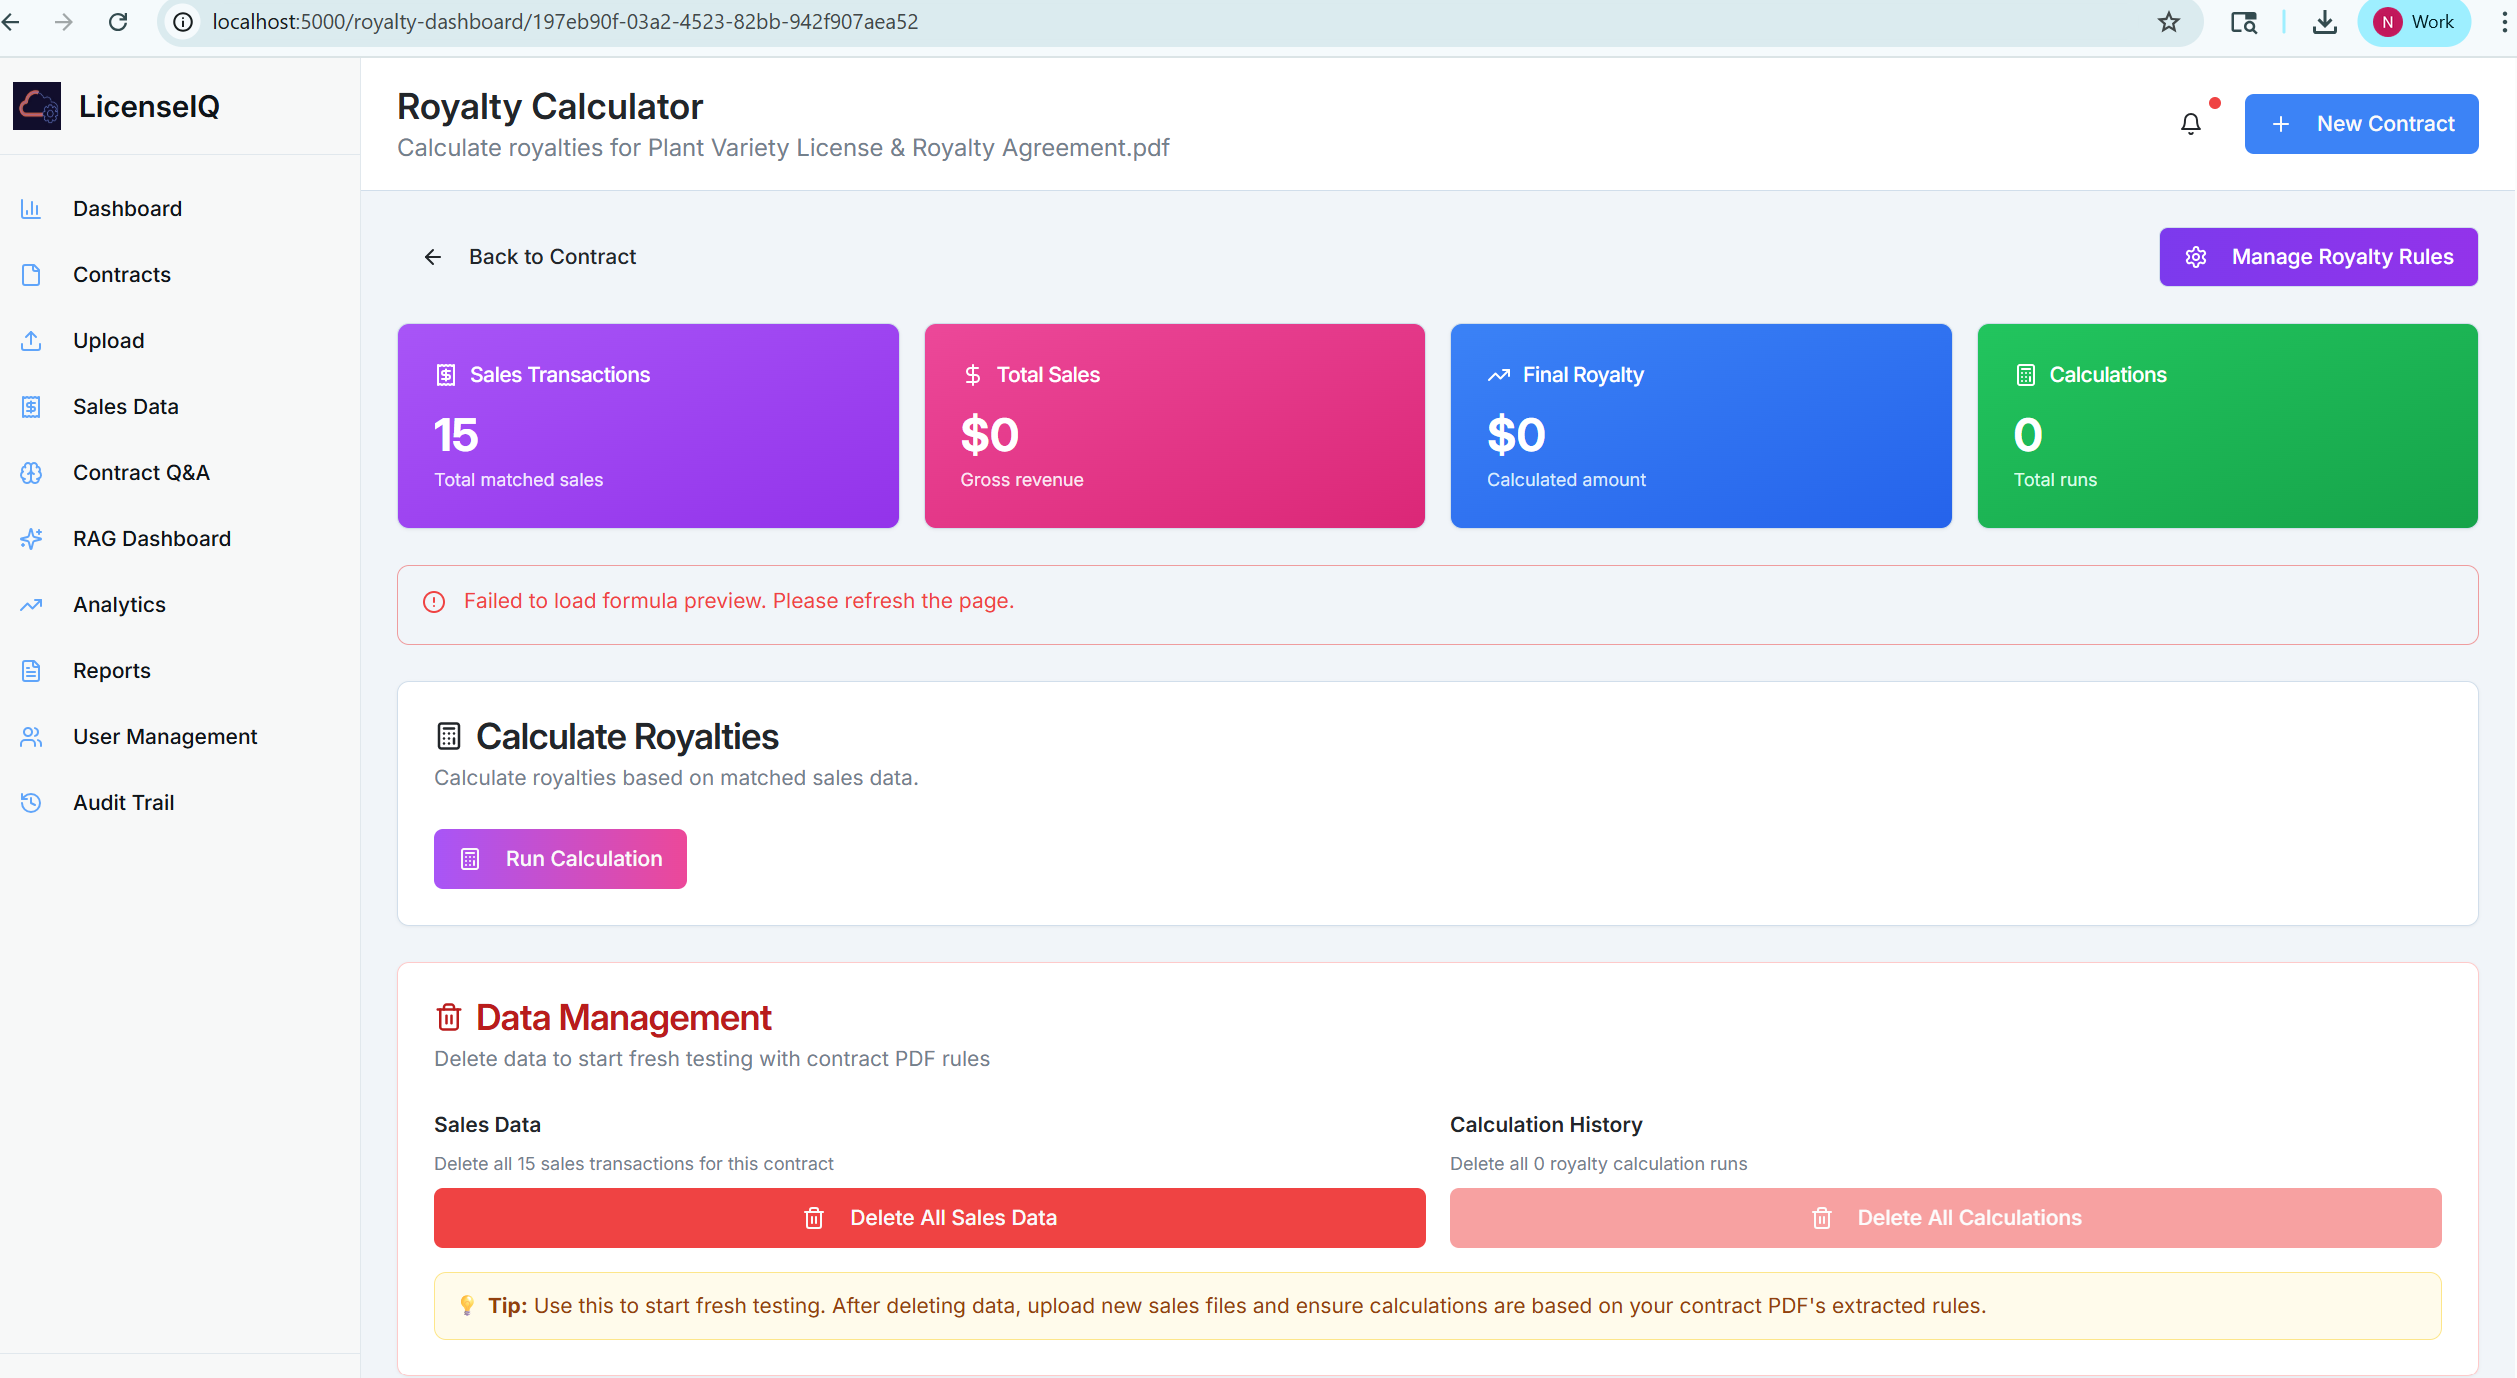 localhost:5000/royalty-dashboard/197eb90f-03a2-4523-82bb-942f907aea52
N Work
LicenseIQ
Dashboard
Contracts
Upload
Sales Data
Contract Q&A
RAG Dashboard
Analytics
Reports
User Management
Audit Trail
Royalty Calculator
Calculate royalties for Plant Variety License & Royalty Agreement.pdf
New Contract
Back to Contract
Manage Royalty Rules
Sales Transactions
15
Total matched sales
Total Sales
$0
Gross revenue
Final Royalty
$0
Calculated amount
Calculations
0
Total runs
Failed to load formula preview. Please refresh the page.
Calculate Royalties
Calculate royalties based on matched sales data.
Run Calculation
Data Management
Delete data to start fresh testing with contract PDF rules
Sales Data
Delete all 15 sales transactions for this contract
Delete All Sales Data
Calculation History
Delete all 0 royalty calculation runs
Delete All Calculations
Tip: Use this to start fresh testing. After deleting data, upload new sales files and ensure calculations are based on your contract PDF's extracted rules.